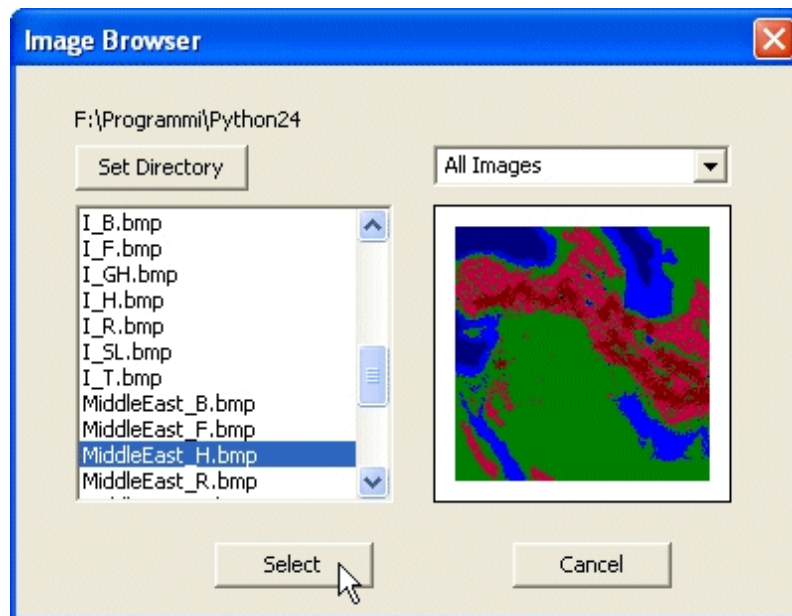 Image Browser
F:\Programmi\Python24
Set Directory
All Images
I_B.bmp
I_F.bmp
I_GH.bmp
I_H.bmp
I_R.bmp
I_SL.bmp
I_T.bmp
MiddleEast_B.bmp
MiddleEast_F.bmp
MiddleEast_H.bmp
MiddleEast_R.bmp
Select
Cancel